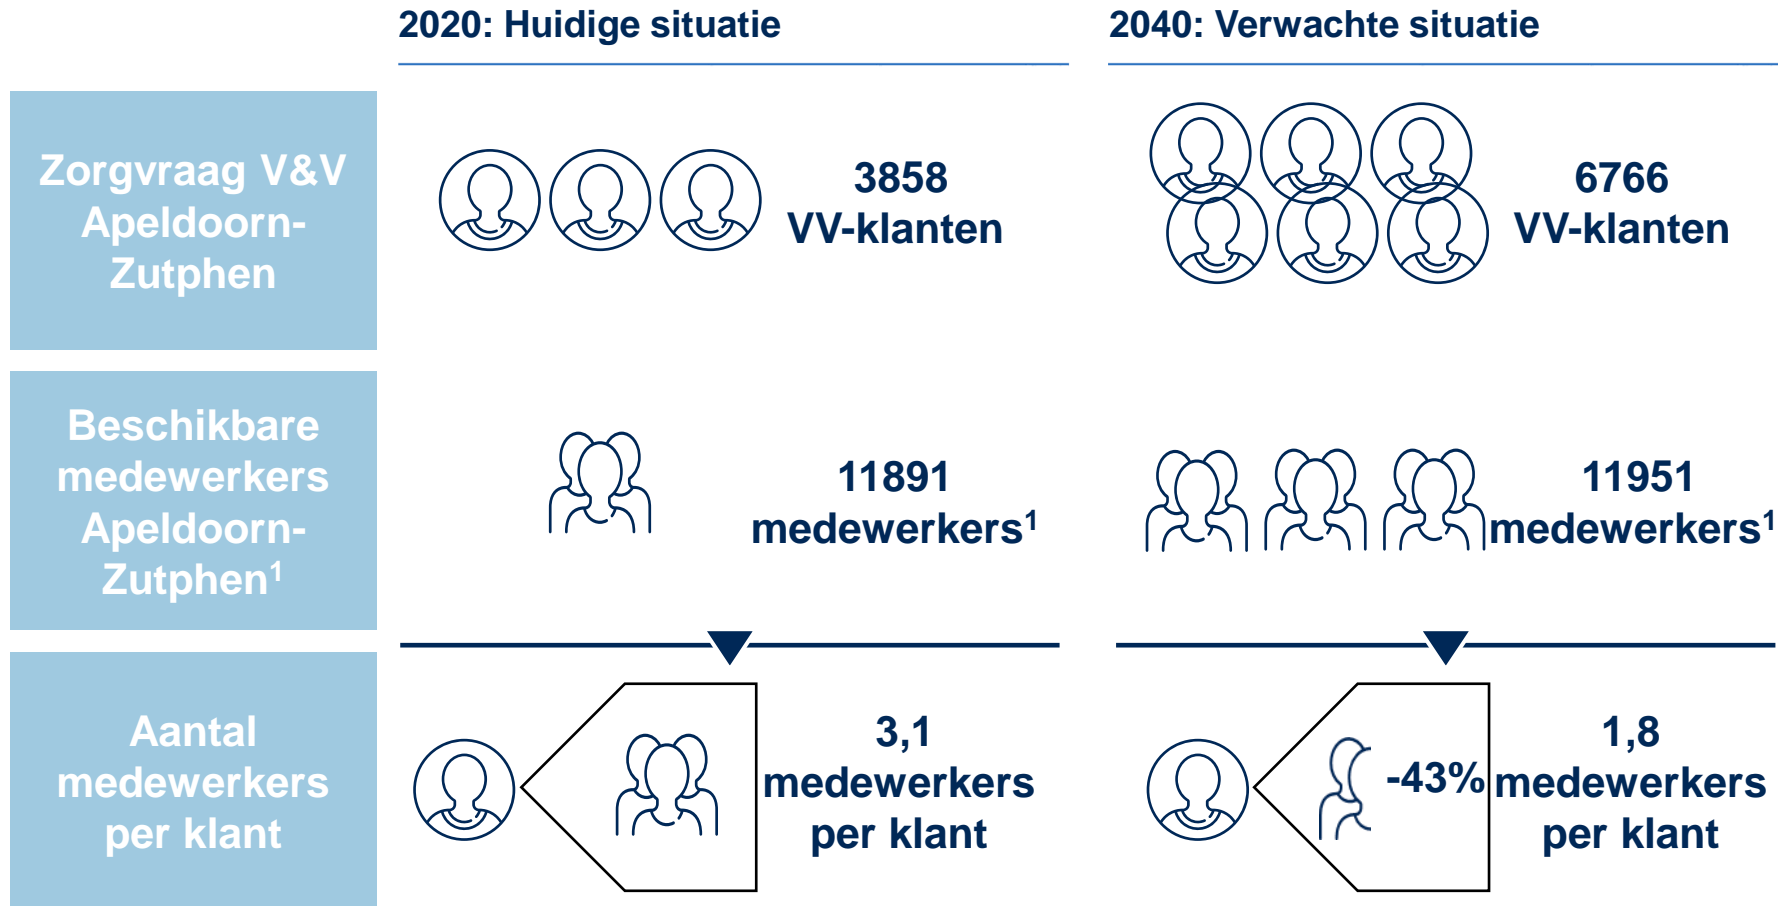 2020: Huidige situatie
2040: Verwachte situatie
Zorgvraag V&V
Apeldoorn-
Zutphen
3858
VV-klanten
6766
VV-klanten
Beschikbare
medewerkers
Apeldoorn-
Zutphen¹
11891
medewerkers¹
11951
medewerkers¹
Aantal
medewerkers
per klant
3,1
medewerkers
per klant
-43%
1,8
medewerkers
per klant